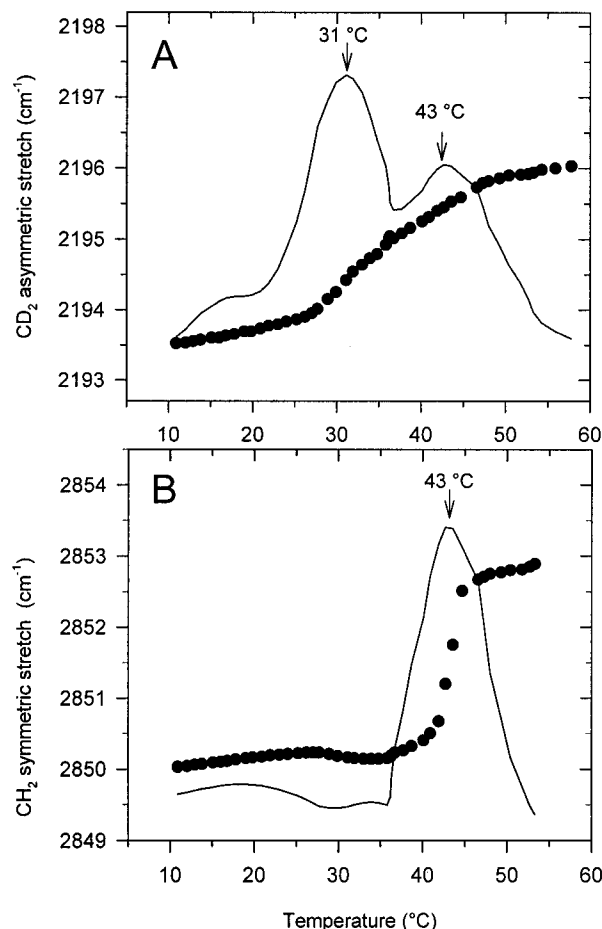 2198
2197
2196
2195
2194
2193
CD2 asymmetric stretch (cm-1)
A
31 °C
43 °C
10 20 30 40 50 60
2854
2853
2852
2851
2850
2849
CH2 symmetric stretch (cm-1)
B
43 °C
10 20 30 40 50 60
Temperature (°C)